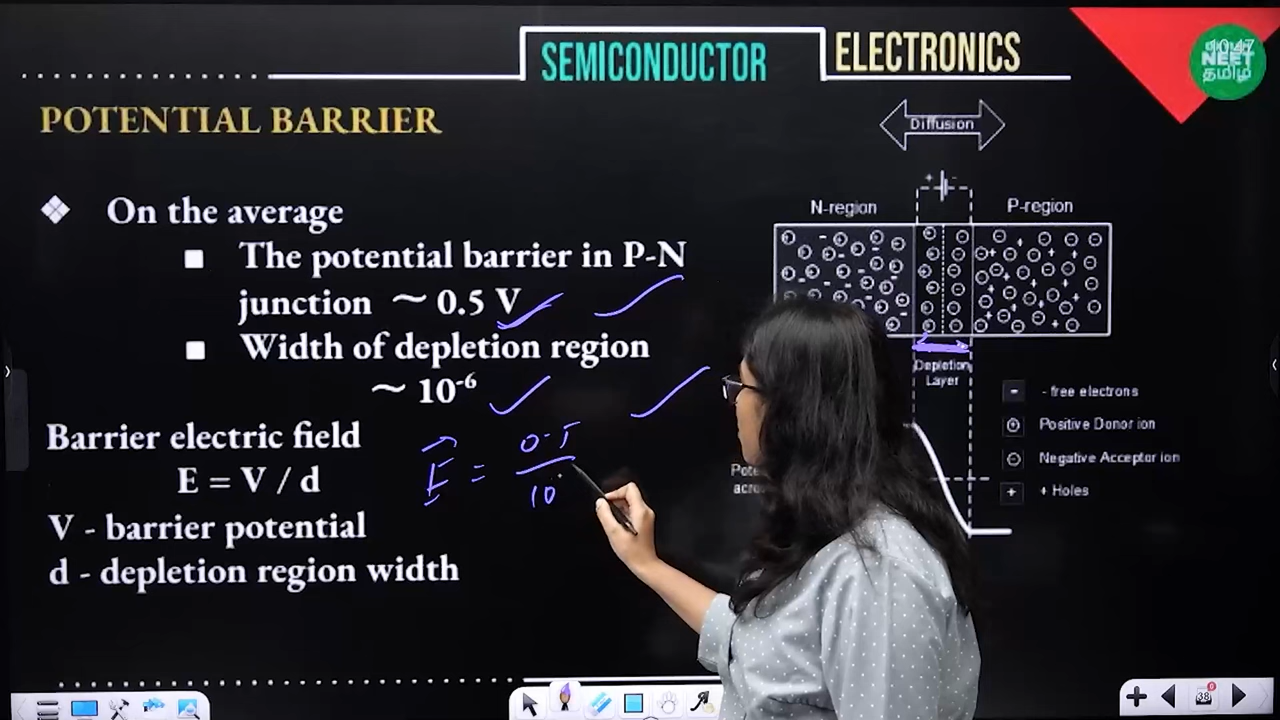 SEMICONDUCTOR ELECTRONICS
NEET
தமிழ்
POTENTIAL BARRIER
Diffusion
❖ On the average
▪ The potential barrier in P-N
junction ~ 0.5 V
▪ Width of depletion region
~ 10⁻⁶
Barrier electric field
E = V / d
V - barrier potential
d - depletion region width
E = 0.5
10
+ -
N-region
P-region
Depletion
Layer
- - free electrons
+ Positive Donor ion
- Negative Acceptor ion
+ + Holes
38